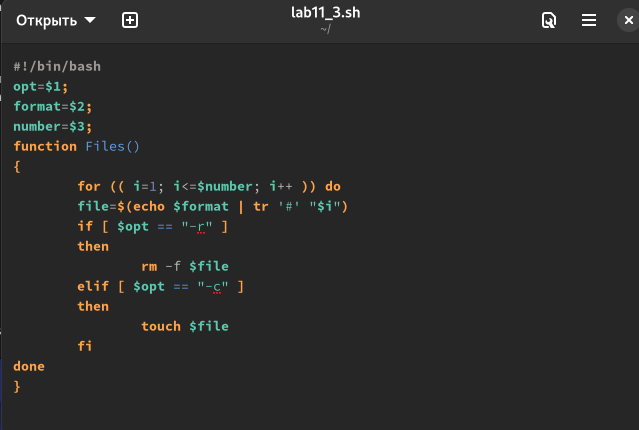 Открыть
lab11_3.sh
~/
#!/bin/bash
opt=$1;
format=$2;
number=$3;
function Files()
{
for (( i=1; i<=$number; i++ )) do
file=$(echo $format | tr '#' "$i")
if [ $opt == "-r" ]
then
rm -f $file
elif [ $opt == "-c" ]
then
touch $file
fi
done
}